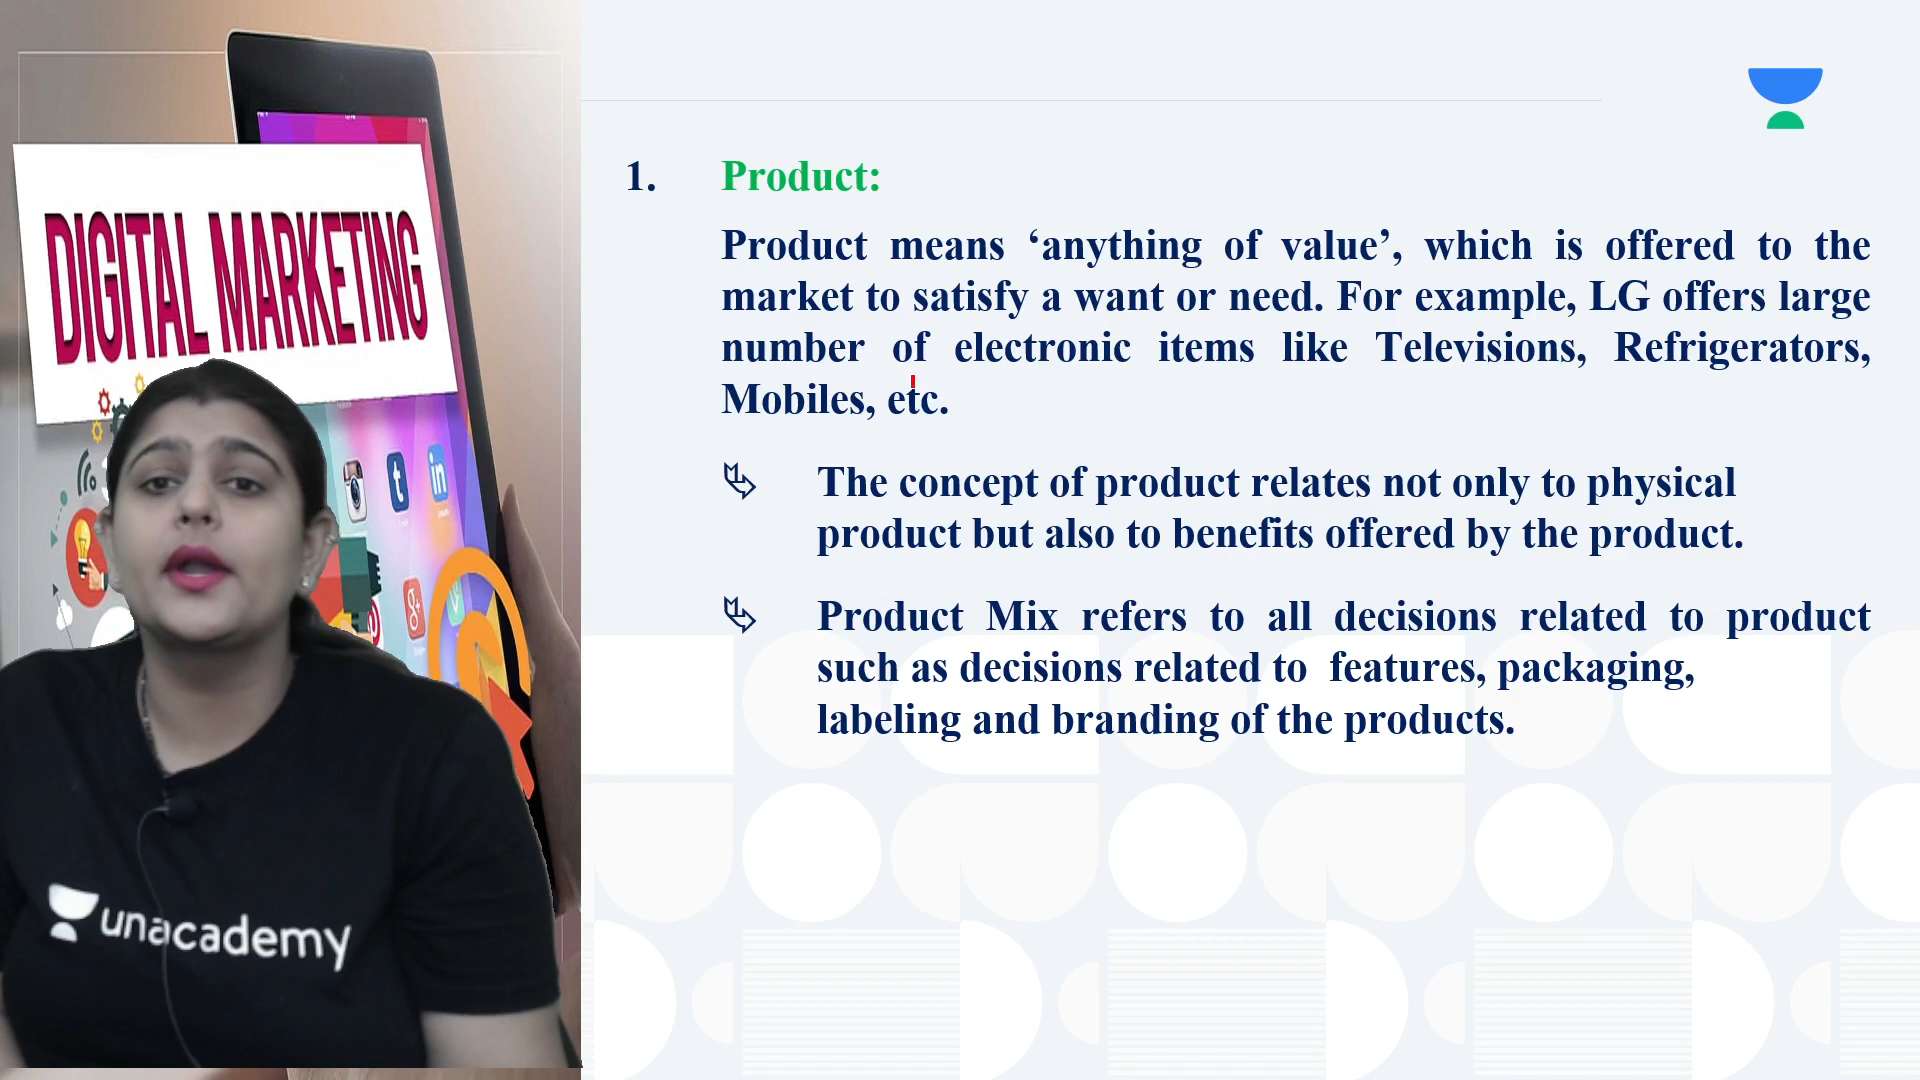 DIGITAL MARKETING
unacademy
1. Product:
Product means ‘anything of value’, which is offered to the
market to satisfy a want or need. For example, LG offers large
number of electronic items like Televisions, Refrigerators,
Mobiles, etc.
The concept of product relates not only to physical
product but also to benefits offered by the product.
Product Mix refers to all decisions related to product
such as decisions related to features, packaging,
labeling and branding of the products.